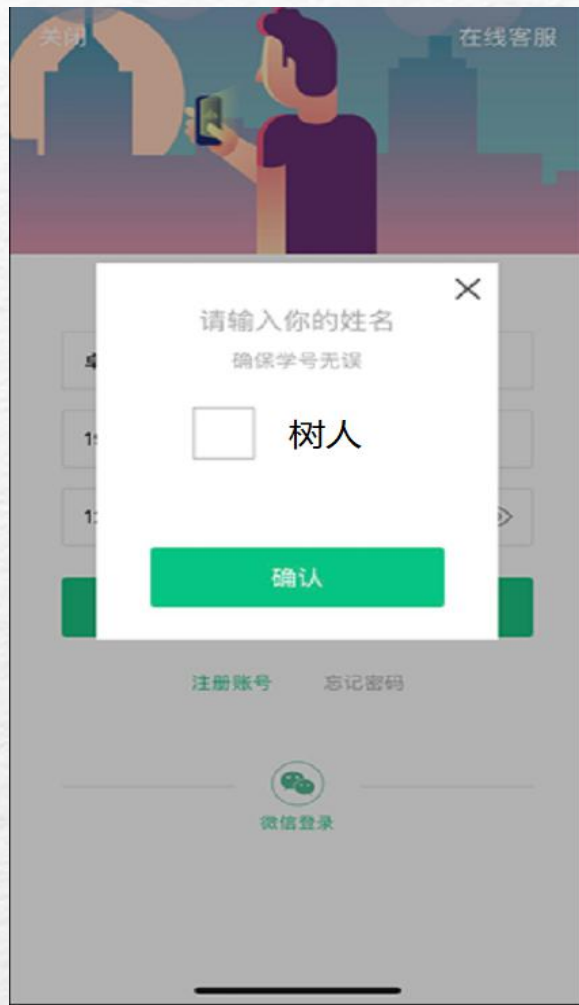 关闭 在线客服
请输入你的姓名
确保学号无误
树人
确认
注册账号 忘记密码
微信登录